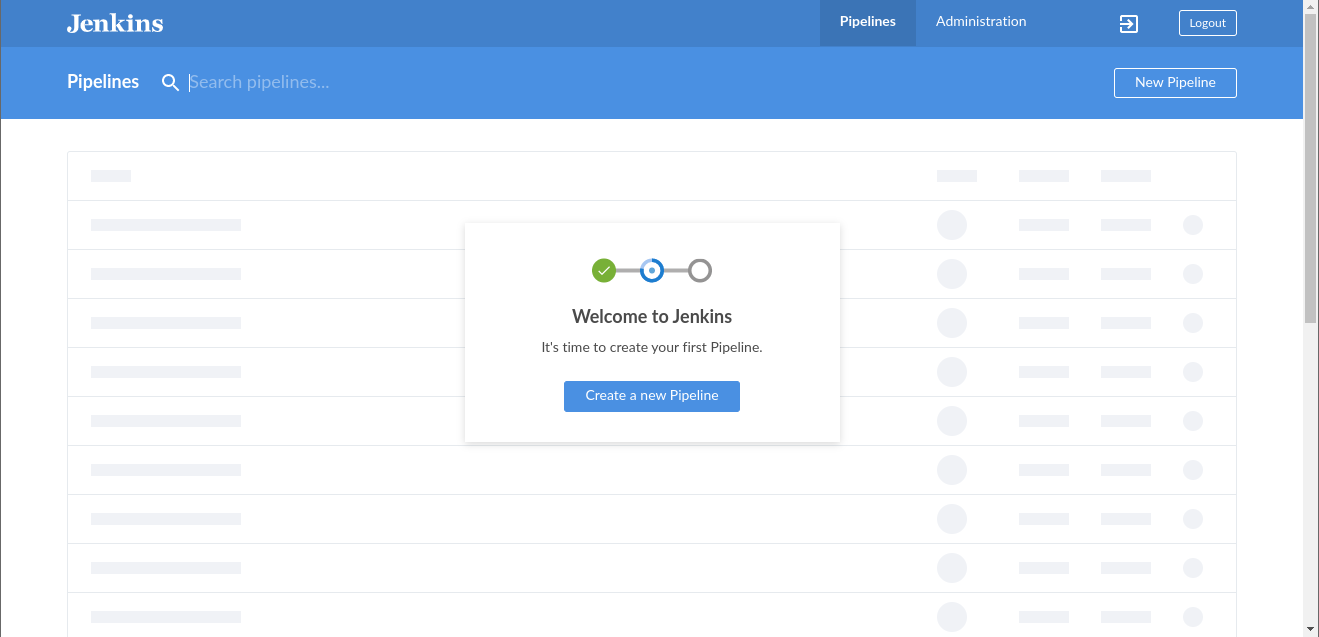 Jenkins
Pipelines
Administration
Logout
Pipelines
Search pipelines...
New Pipeline
Welcome to Jenkins
It's time to create your first Pipeline.
Create a new Pipeline